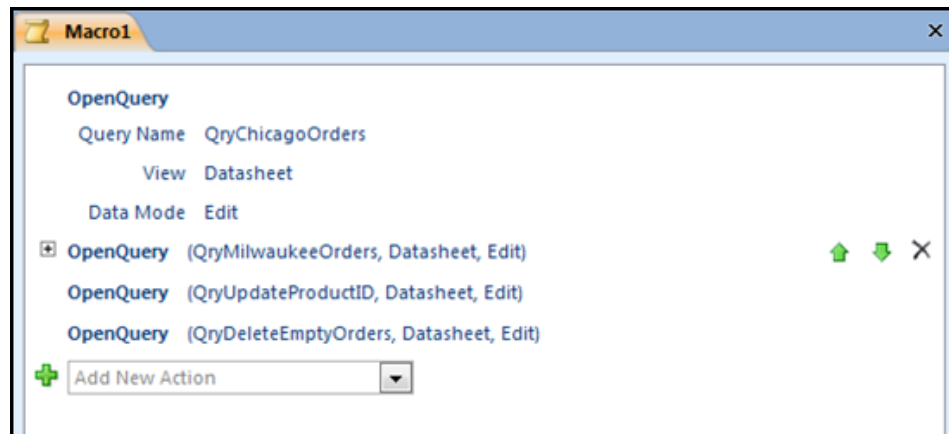 Macro1
OpenQuery
Query Name QryChicagoOrders
View Datasheet
Data Mode Edit
OpenQuery (QryMilwaukeeOrders, Datasheet, Edit)
OpenQuery (QryUpdateProductID, Datasheet, Edit)
OpenQuery (QryDeleteEmptyOrders, Datasheet, Edit)
Add New Action